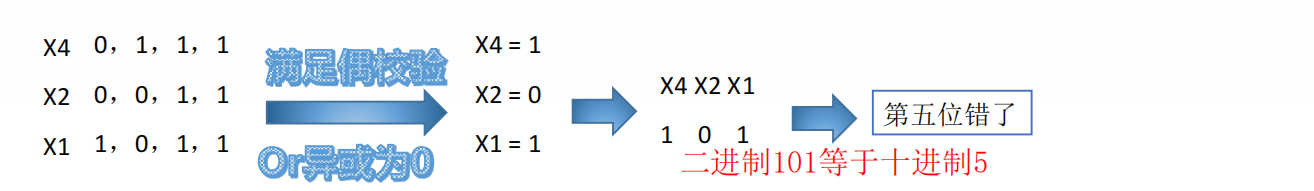 X4 0，1，1，1
X2 0，0，1，1
X1 1，0，1，1
满足偶校验
Or异或为0
X4 = 1
X2 = 0
X1 = 1
X4 X2 X1
1 0 1
二进制101等于十进制5
第五位错了